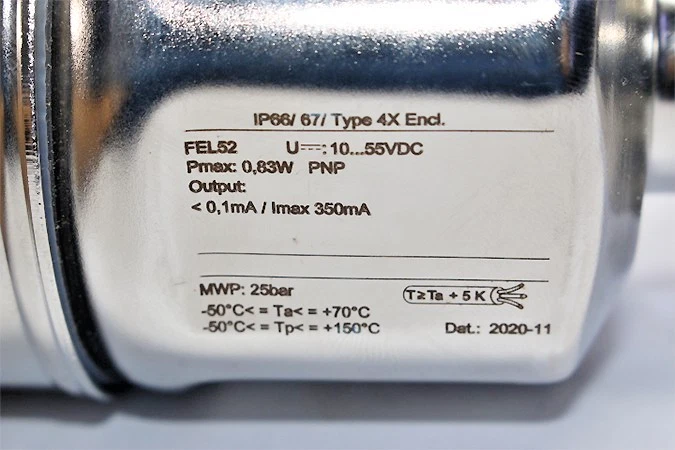 IP66/ 67/ Type 4X Encl.
FEL52 U⎓: 10...55VDC
Pmax: 0,83W PNP
Output:
< 0,1mA / Imax 350mA
MWP: 25bar
T≥Ta + 5 K
-50°C< = Ta< = +70°C
-50°C< = Tp< = +150°C
Dat.: 2020-11